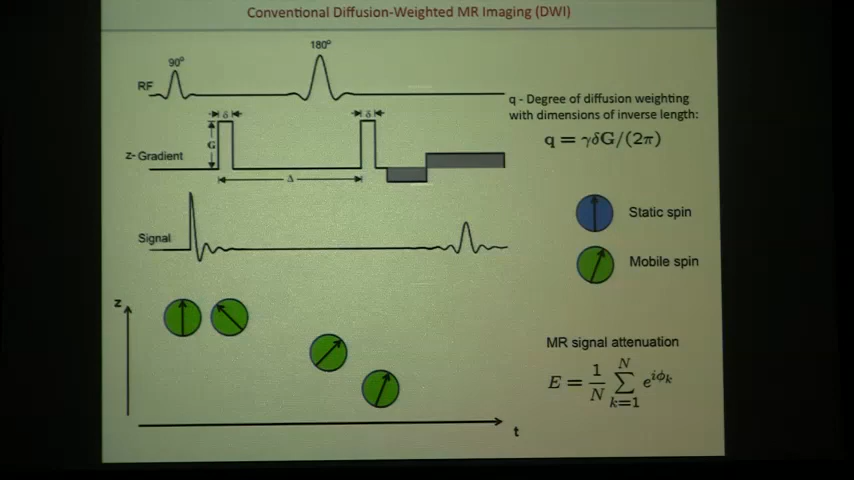 Conventional Diffusion-Weighted MR Imaging (DWI)
180°
90°
RF
q - Degree of diffusion weighting
with dimensions of inverse length:
q = γδG/(2π)
δ
δ
G
z-Gradient
Δ
Static spin
Signal
Mobile spin
z
MR signal attenuation
E = 1/N ∑ k=1 N e^{iϕ_k}
t